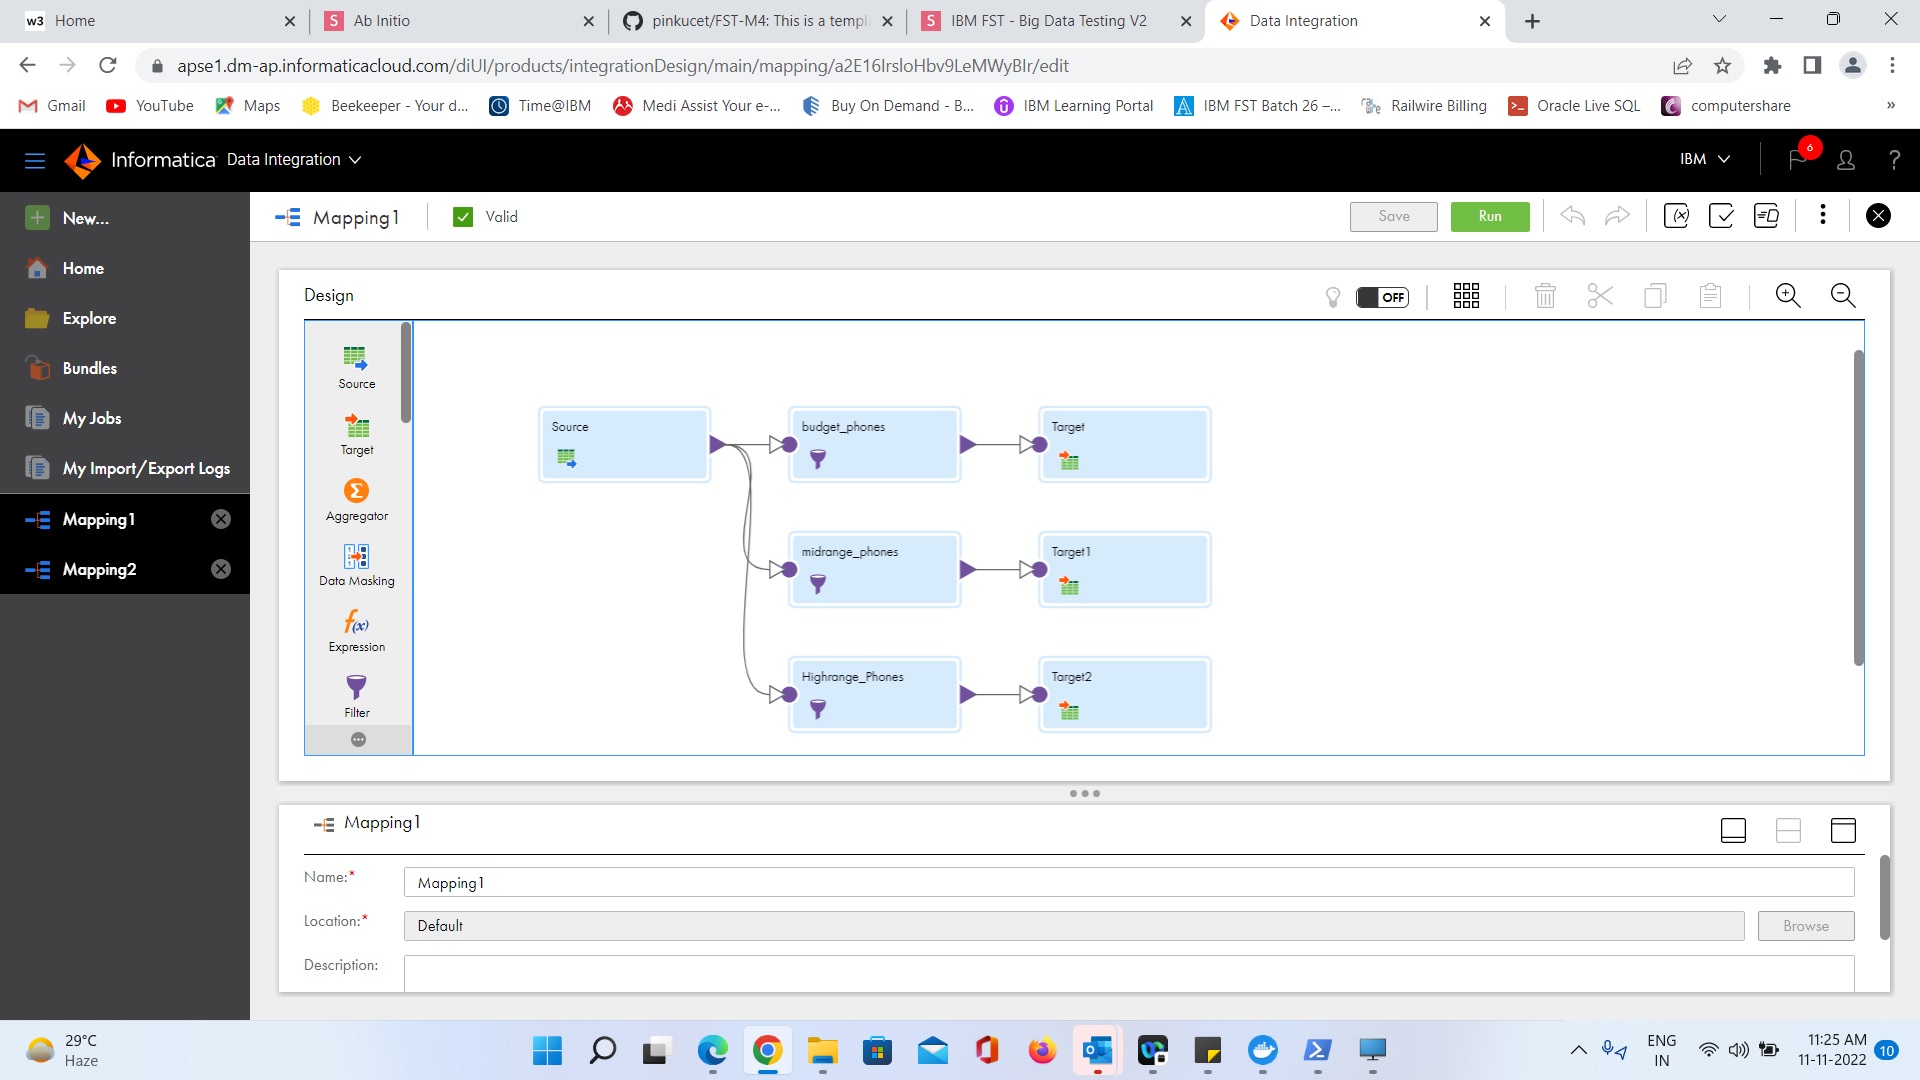 w3 Home
S Ab Initio
pinkucet/FST-M4: This is a templ
S IBM FST - Big Data Testing V2
Data Integration
apse1.dm-ap.informaticacloud.com/diUI/products/integrationDesign/main/mapping/a2E16IrsloHbv9LeMWyBIr/edit
Gmail
YouTube
Maps
Beekeeper - Your d...
Time@IBM
Medi Assist Your e-...
Buy On Demand - B...
IBM Learning Portal
IBM FST Batch 26 –...
Railwire Billing
Oracle Live SQL
computershare
»
Informatica Data Integration
IBM
6
?
New...
Home
Explore
Bundles
My Jobs
My Import/Export Logs
Mapping1
Mapping2
Mapping1
Valid
Save
Run
Design
OFF
Source
Target
Aggregator
Data Masking
f(x)
Expression
Filter
Source
budget_phones
Target
midrange_phones
Target1
Highrange_Phones
Target2
Mapping1
Name:*
Mapping1
Location:*
Default
Browse
Description:
29°C
Haze
ENG
IN
11:25 AM
11-11-2022
10